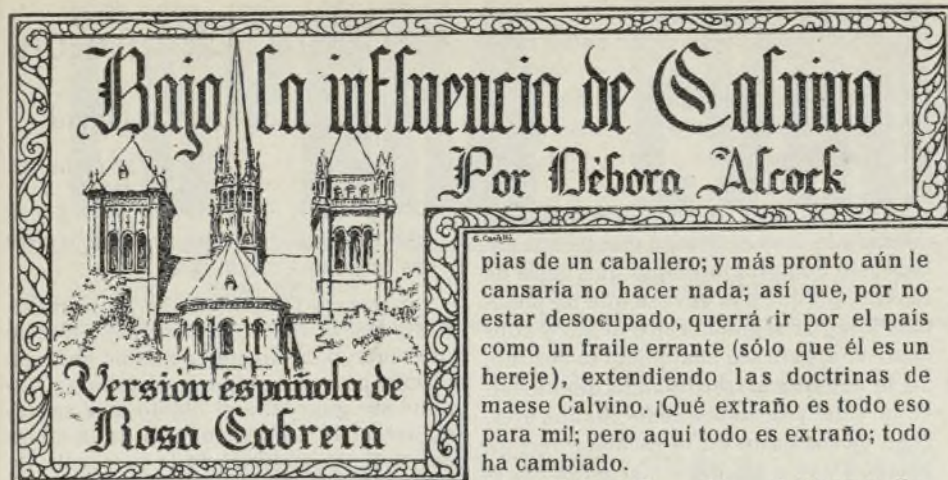 Bajo la influencia de Calvino
Por Débora Alcock
Versión española de
Rosa Cabrera
pias de un caballero; y más pronto aún le
cansaría no hacer nada; así que, por no
estar desocupado, querrá ir por el país
como un fraile errante (sólo que él es un
hereje), extendiendo las doctrinas de
maese Calvino. ¡Qué extraño es todo eso
para mí!; pero aquí todo es extraño; todo
ha cambiado.